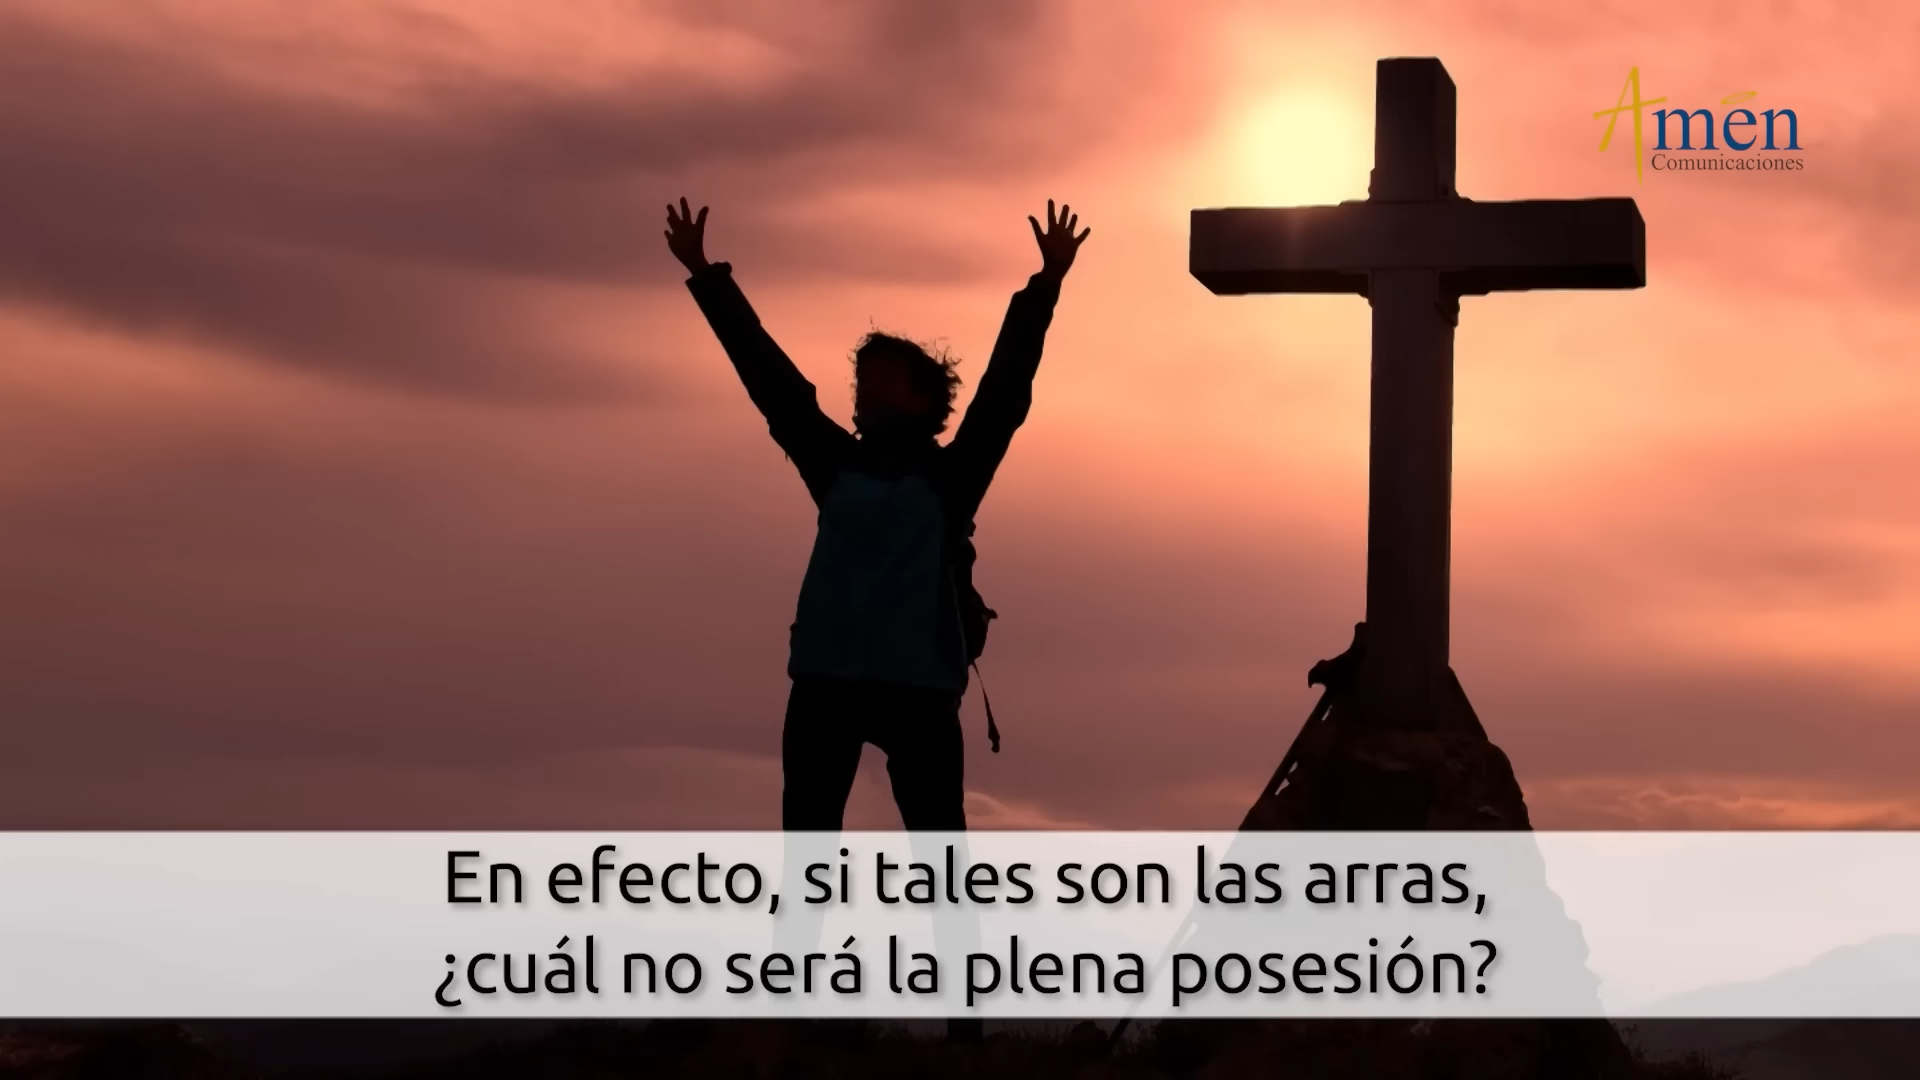 Amén
Comunicaciones
En efecto, si tales son las arras,
¿cuál no será la plena posesión?